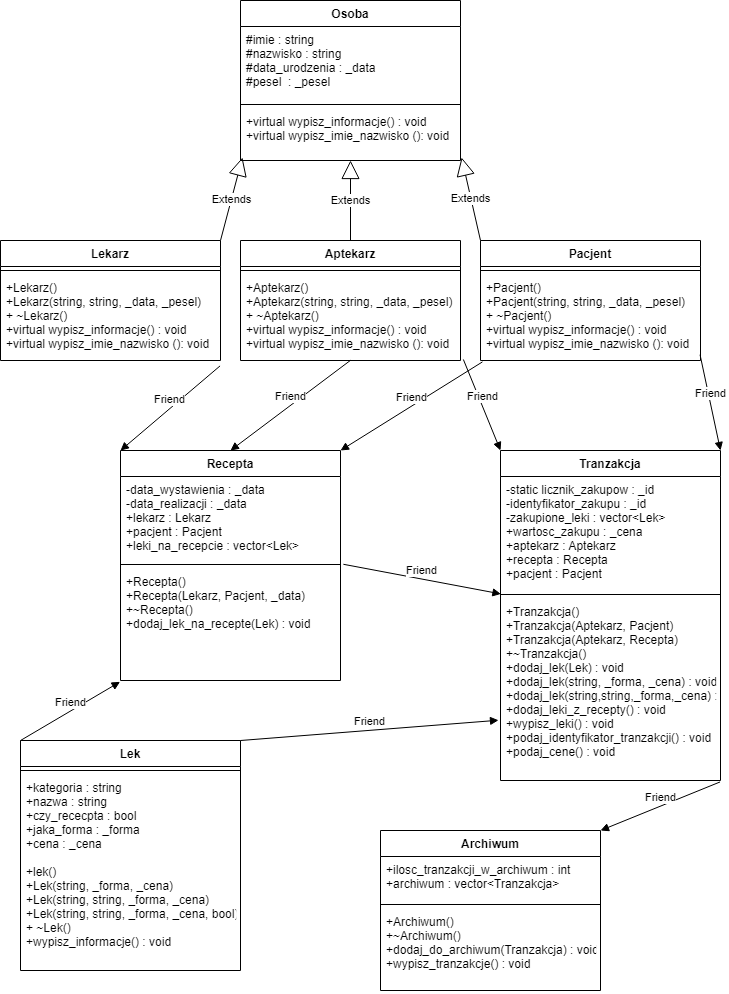 Osoba
#imie : string
#nazwisko : string
#data_urodzenia : _data
#pesel : _pesel
+virtual wypisz_informacje() : void
+virtual wypisz_imie_nazwisko (): void
Extends
Extends
Extends
Lekarz
+Lekarz()
+Lekarz(string, string, _data, _pesel)
+ ~Lekarz()
+virtual wypisz_informacje() : void
+virtual wypisz_imie_nazwisko (): void
Aptekarz
+Aptekarz()
+Aptekarz(string, string, _data, _pesel)
+ ~Aptekarz()
+virtual wypisz_informacje() : void
+virtual wypisz_imie_nazwisko (): void
Pacjent
+Pacjent()
+Pacjent(string, string, _data, _pesel)
+ ~Pacjent()
+virtual wypisz_informacje() : void
+virtual wypisz_imie_nazwisko (): void
Friend
Friend
Friend
Friend
Friend
Recepta
-data_wystawienia : _data
-data_realizacji : _data
+lekarz : Lekarz
+pacjent : Pacjent
+leki_na_recepcie : vector<Lek>
+Recepta()
+Recepta(Lekarz, Pacjent, _data)
+~Recepta()
+dodaj_lek_na_recepte(Lek) : void
Friend
Tranzakcja
-static licznik_zakupow : _id
-identyfikator_zakupu : _id
-zakupione_leki : vector<Lek>
+wartosc_zakupu : _cena
+aptekarz : Aptekarz
+recepta : Recepta
+pacjent : Pacjent
+Tranzakcja()
+Tranzakcja(Aptekarz, Pacjent)
+Tranzakcja(Aptekarz, Recepta)
+~Tranzakcja()
+dodaj_lek(Lek) : void
+dodaj_lek(string, _forma, _cena) : void
+dodaj_lek(string,string,_forma,_cena) :
+dodaj_leki_z_recepty() : void
+wypisz_leki() : void
+podaj_identyfikator_tranzakcji() : void
+podaj_cene() : void
Friend
Friend
Lek
+kategoria : string
+nazwa : string
+czy_rececpta : bool
+jaka_forma : _forma
+cena : _cena
+lek()
+Lek(string, _forma, _cena)
+Lek(string, string, _forma, _cena)
+Lek(string, string, _forma, _cena, bool)
+ ~Lek()
+wypisz_informacje() : void
Friend
Archiwum
+ilosc_tranzakcji_w_archiwum : int
+archiwum : vector<Tranzakcja>
+Archiwum()
+~Archiwum()
+dodaj_do_archiwum(Tranzakcja) : void
+wypisz_tranzakcje() : void